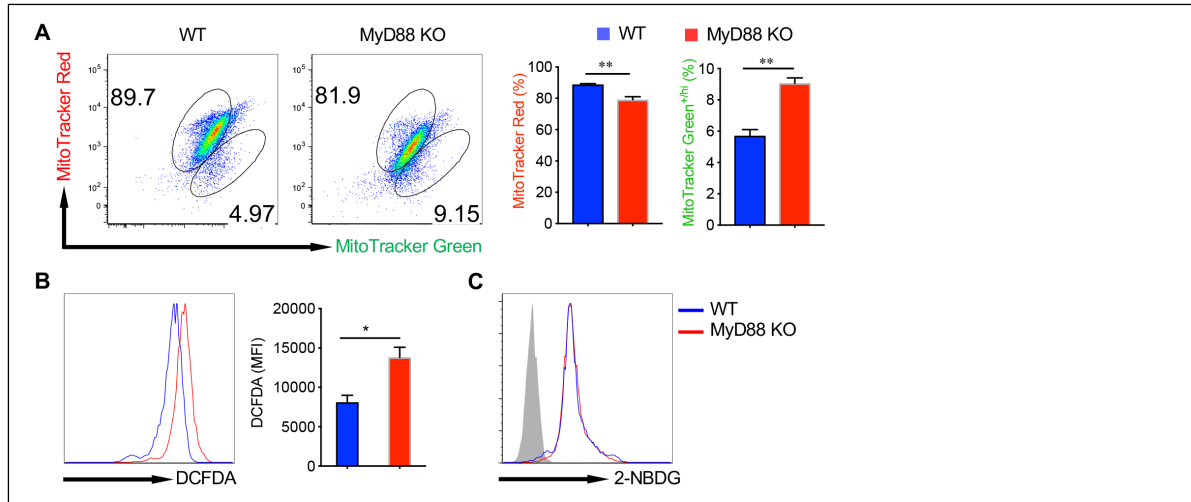 A
WT
MyD88 KO
WT
MyD88 KO
MitoTracker Red
10⁵
10⁴
10³
10²
0
89.7
4.97
10⁵
10⁴
10³
10²
0
81.9
9.15
MitoTracker Green
MitoTracker Red (%)
100
80
60
40
20
0
**
MitoTracker Green⁺/ʰⁱ (%)
10
8
6
4
2
0
**
B
DCFDA
DCFDA (MFI)
20000
15000
10000
5000
0
*
C
2-NBDG
WT
MyD88 KO